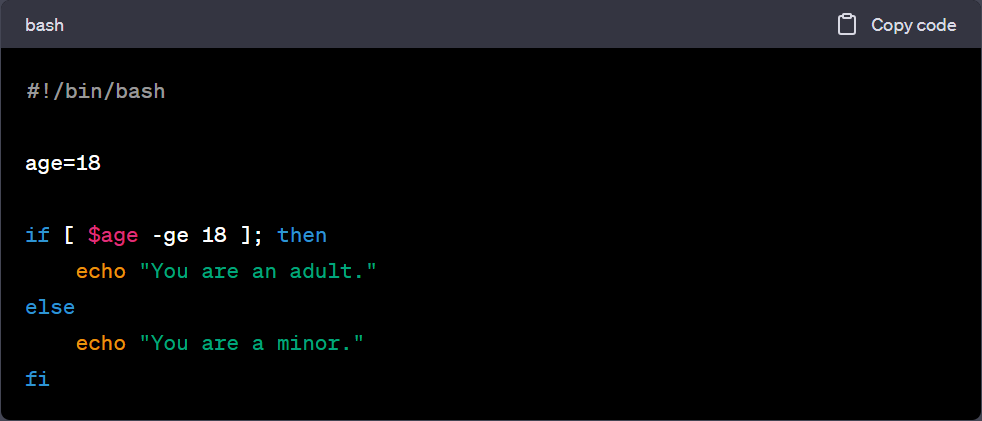 bash
Copy code
#!/bin/bash
age=18
if [ $age -ge 18 ]; then
    echo "You are an adult."
else
    echo "You are a minor."
fi